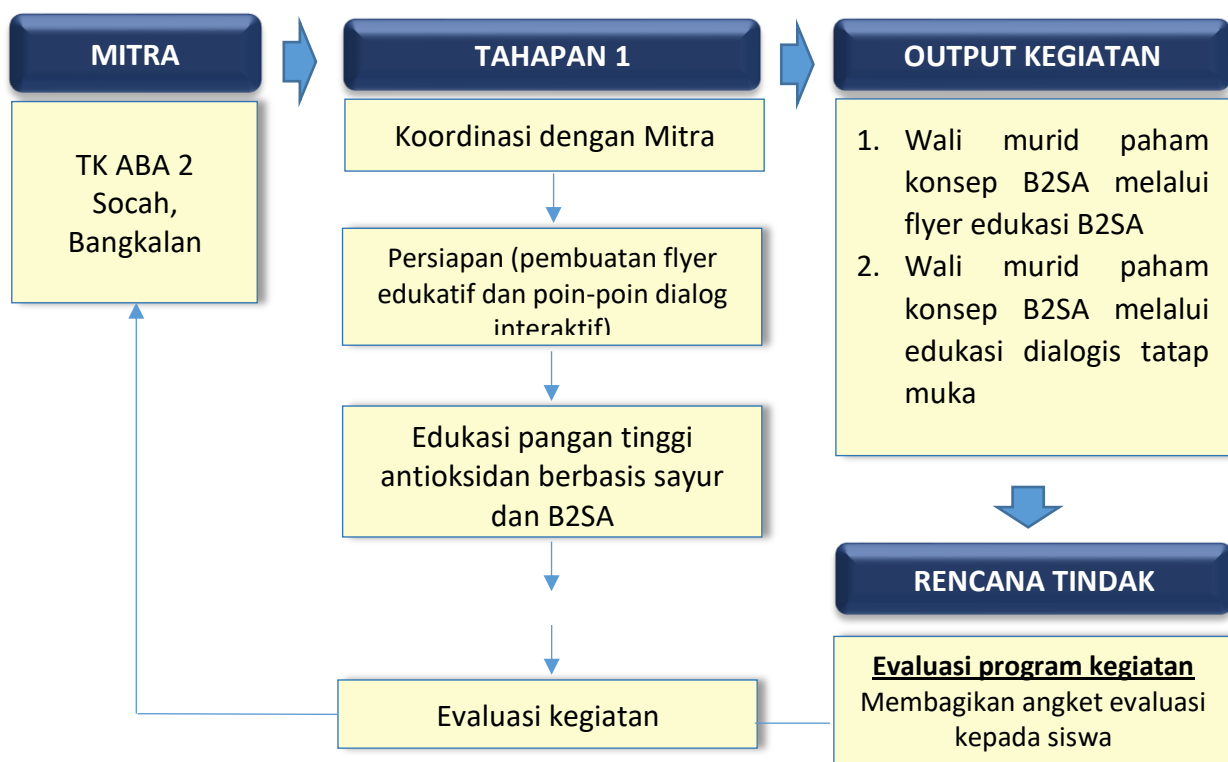 MITRA
TK ABA 2
Socah,
Bangkalan
TAHAPAN 1
Koordinasi dengan Mitra
Persiapan (pembuatan flyer
edukatif dan poin-poin dialog
interaktif)
Edukasi pangan tinggi
antioksidan berbasis sayur
dan B2SA
Evaluasi kegiatan
OUTPUT KEGIATAN
1. Wali murid paham
konsep B2SA melalui
flyer edukasi B2SA
2. Wali murid paham
konsep B2SA melalui
edukasi dialogis tatap
muka
RENCANA TINDAK
Evaluasi program kegiatan
Membagikan angket evaluasi
kepada siswa